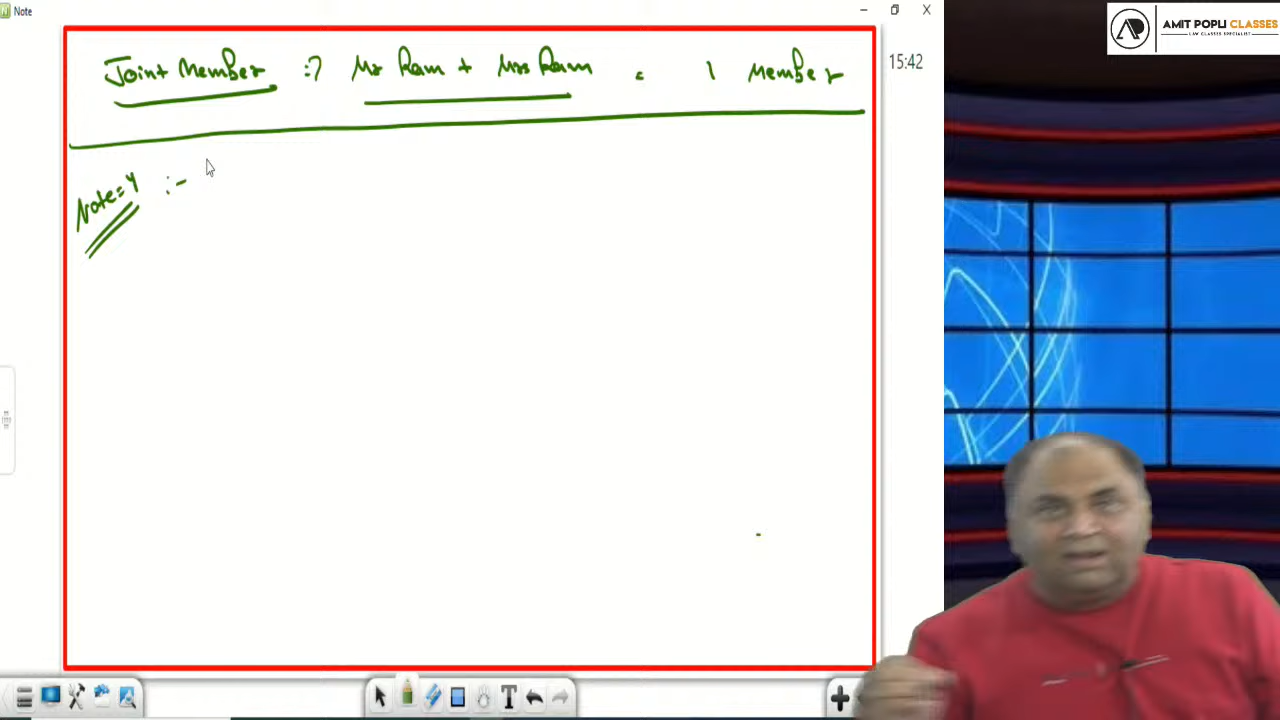 Note
AMIT POPLI CLASSES
LAW CLASSES SPECIALIST
Joint Member :⇒ Mr Ram + Mrs Ram = 1 Member
15:42
Note=4 :-